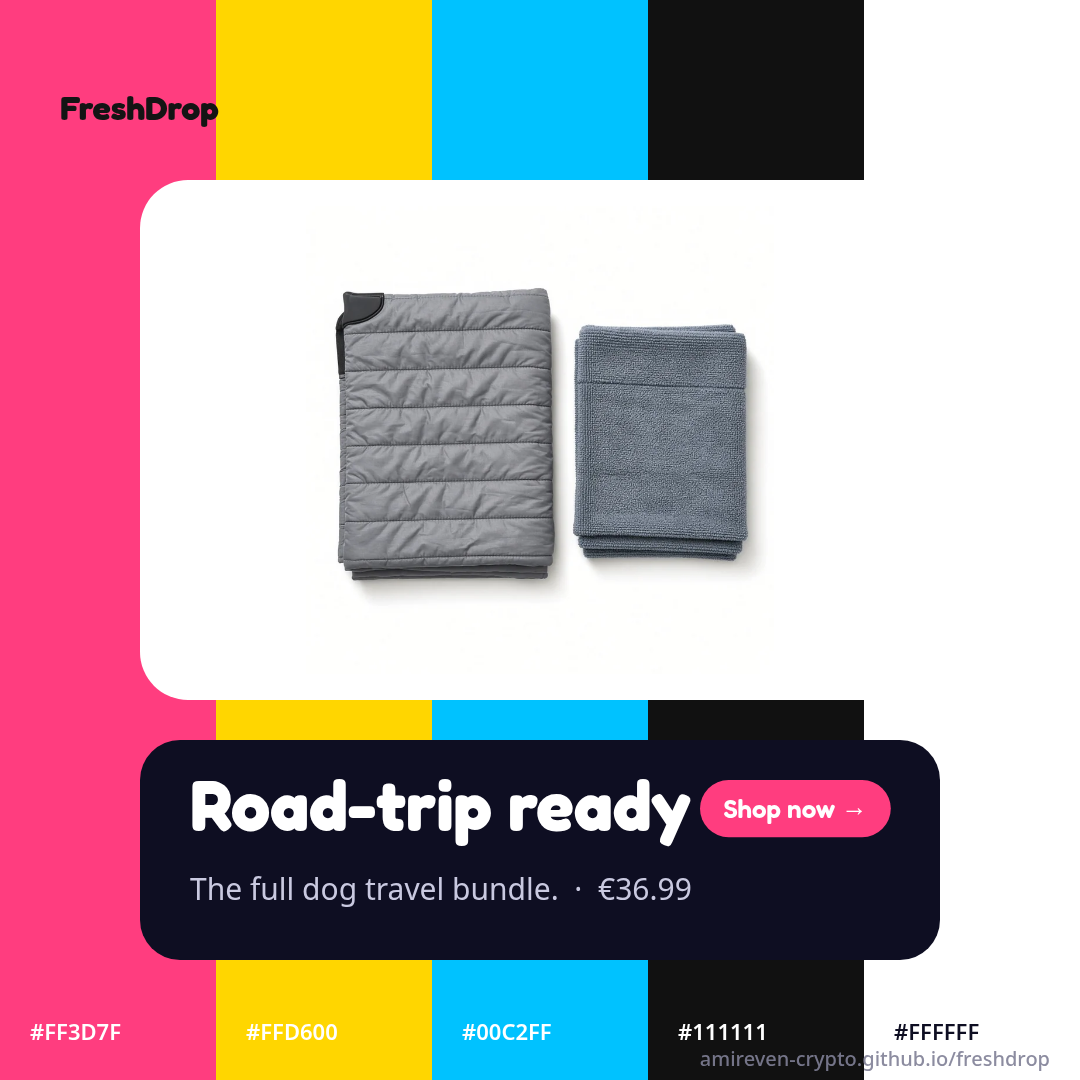 FreshDrop
Road-trip ready
Shop now →
The full dog travel bundle. · €36.99
#FF3D7F #FFD600 #00C2FF #111111 #FFFFFF
amireven-crypto.github.io/freshdrop